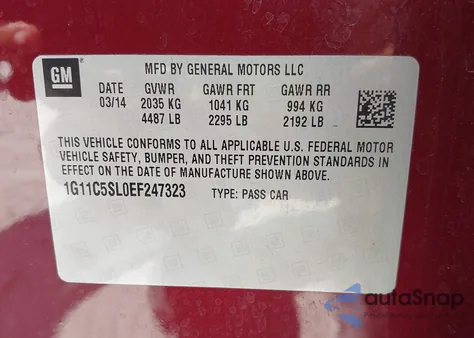 GM
MFD BY GENERAL MOTORS LLC
DATE GVWR GAWR FRT GAWR RR
03/14 2035 KG 1041 KG 994 KG
4487 LB 2295 LB 2192 LB
THIS VEHICLE CONFORMS TO ALL APPLICABLE U.S. FEDERAL MOTOR
VEHICLE SAFETY, BUMPER, AND THEFT PREVENTION STANDARDS IN
EFFECT ON THE DATE OF MANUFACTURE SHOWN ABOVE.
1G11C5SL0EF247323 TYPE: PASS CAR
autoSnap